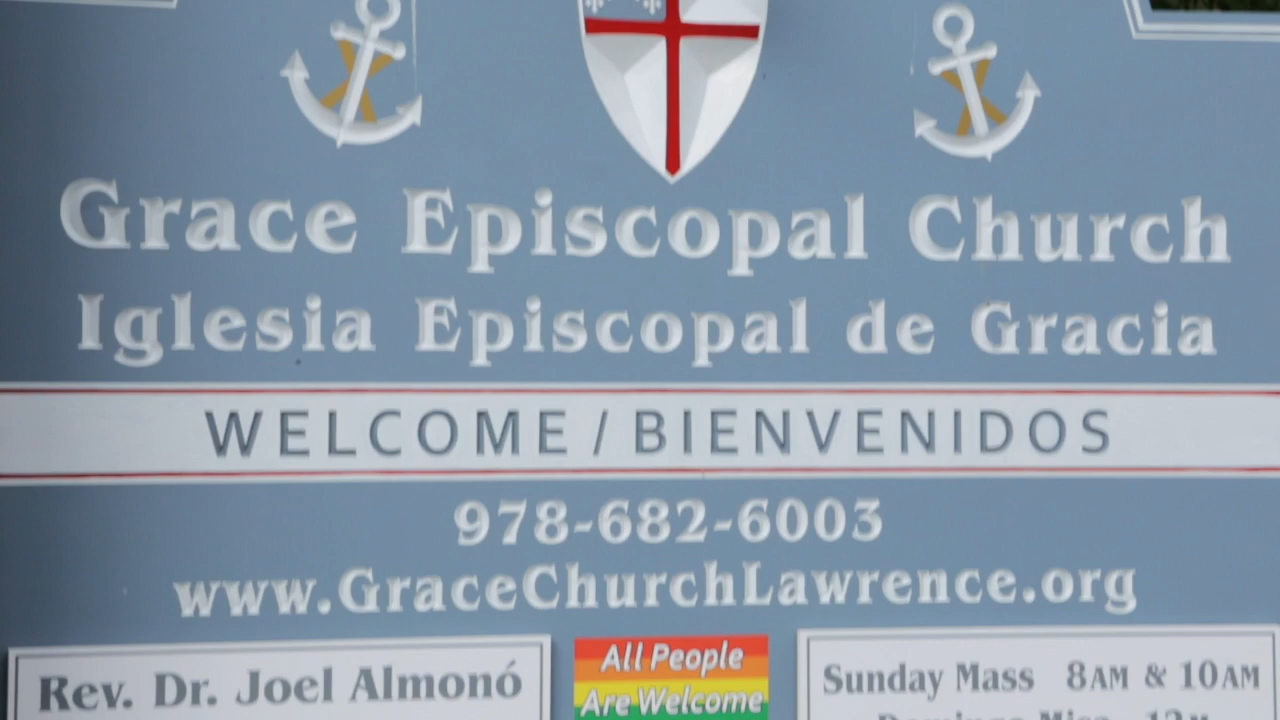 Grace Episcopal Church
Iglesia Episcopal de Gracia
WELCOME / BIENVENIDOS
978-682-6003
www.GraceChurchLawrence.org
Rev. Dr. Joel Almonó
All People
Are Welcome
Sunday Mass 8AM & 10AM